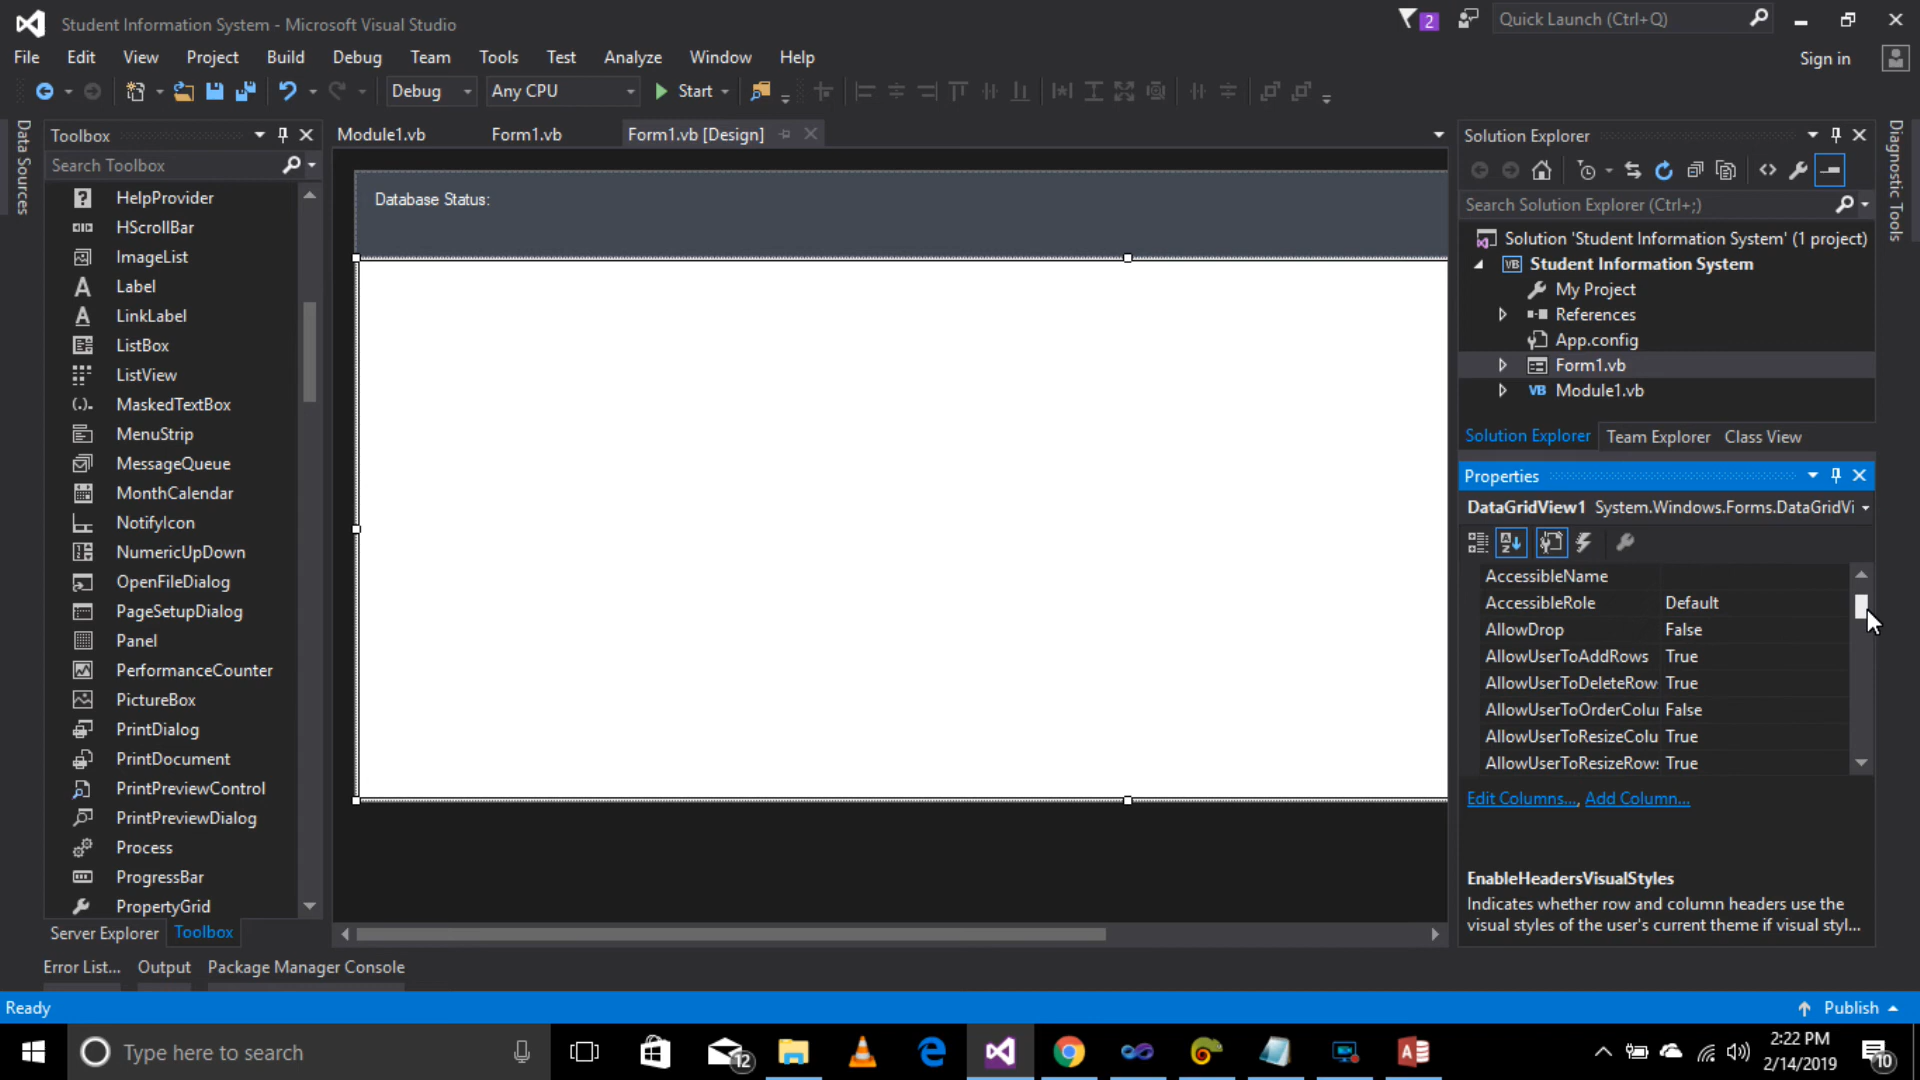 Student Information System - Microsoft Visual Studio
2
Quick Launch (Ctrl+Q)
File Edit View Project Build Debug Team Tools Test Analyze Window Help
Sign in
Debug Any CPU Start
Data Sources
Toolbox
Search Toolbox
HelpProvider
HScrollBar
ImageList
Label
LinkLabel
ListBox
ListView
MaskedTextBox
MenuStrip
MessageQueue
MonthCalendar
NotifyIcon
NumericUpDown
OpenFileDialog
PageSetupDialog
Panel
PerformanceCounter
PictureBox
PrintDialog
PrintDocument
PrintPreviewControl
PrintPreviewDialog
Process
ProgressBar
PropertyGrid
Server Explorer Toolbox
Module1.vb Form1.vb Form1.vb [Design]
Database Status:
Solution Explorer
Search Solution Explorer (Ctrl+;)
Solution 'Student Information System' (1 project)
Student Information System
My Project
References
App.config
Form1.vb
Module1.vb
Solution Explorer Team Explorer Class View
Diagnostic Tools
Properties
DataGridView1 System.Windows.Forms.DataGridVi
AccessibleName
AccessibleRole Default
AllowDrop False
AllowUserToAddRows True
AllowUserToDeleteRow: True
AllowUserToOrderColu False
AllowUserToResizeColu True
AllowUserToResizeRow: True
Edit Columns..., Add Column...
EnableHeadersVisualStyles
Indicates whether row and column headers use the
visual styles of the user's current theme if visual styl...
Error List... Output Package Manager Console
Ready
Publish
Type here to search
12
2:22 PM
2/14/2019
10